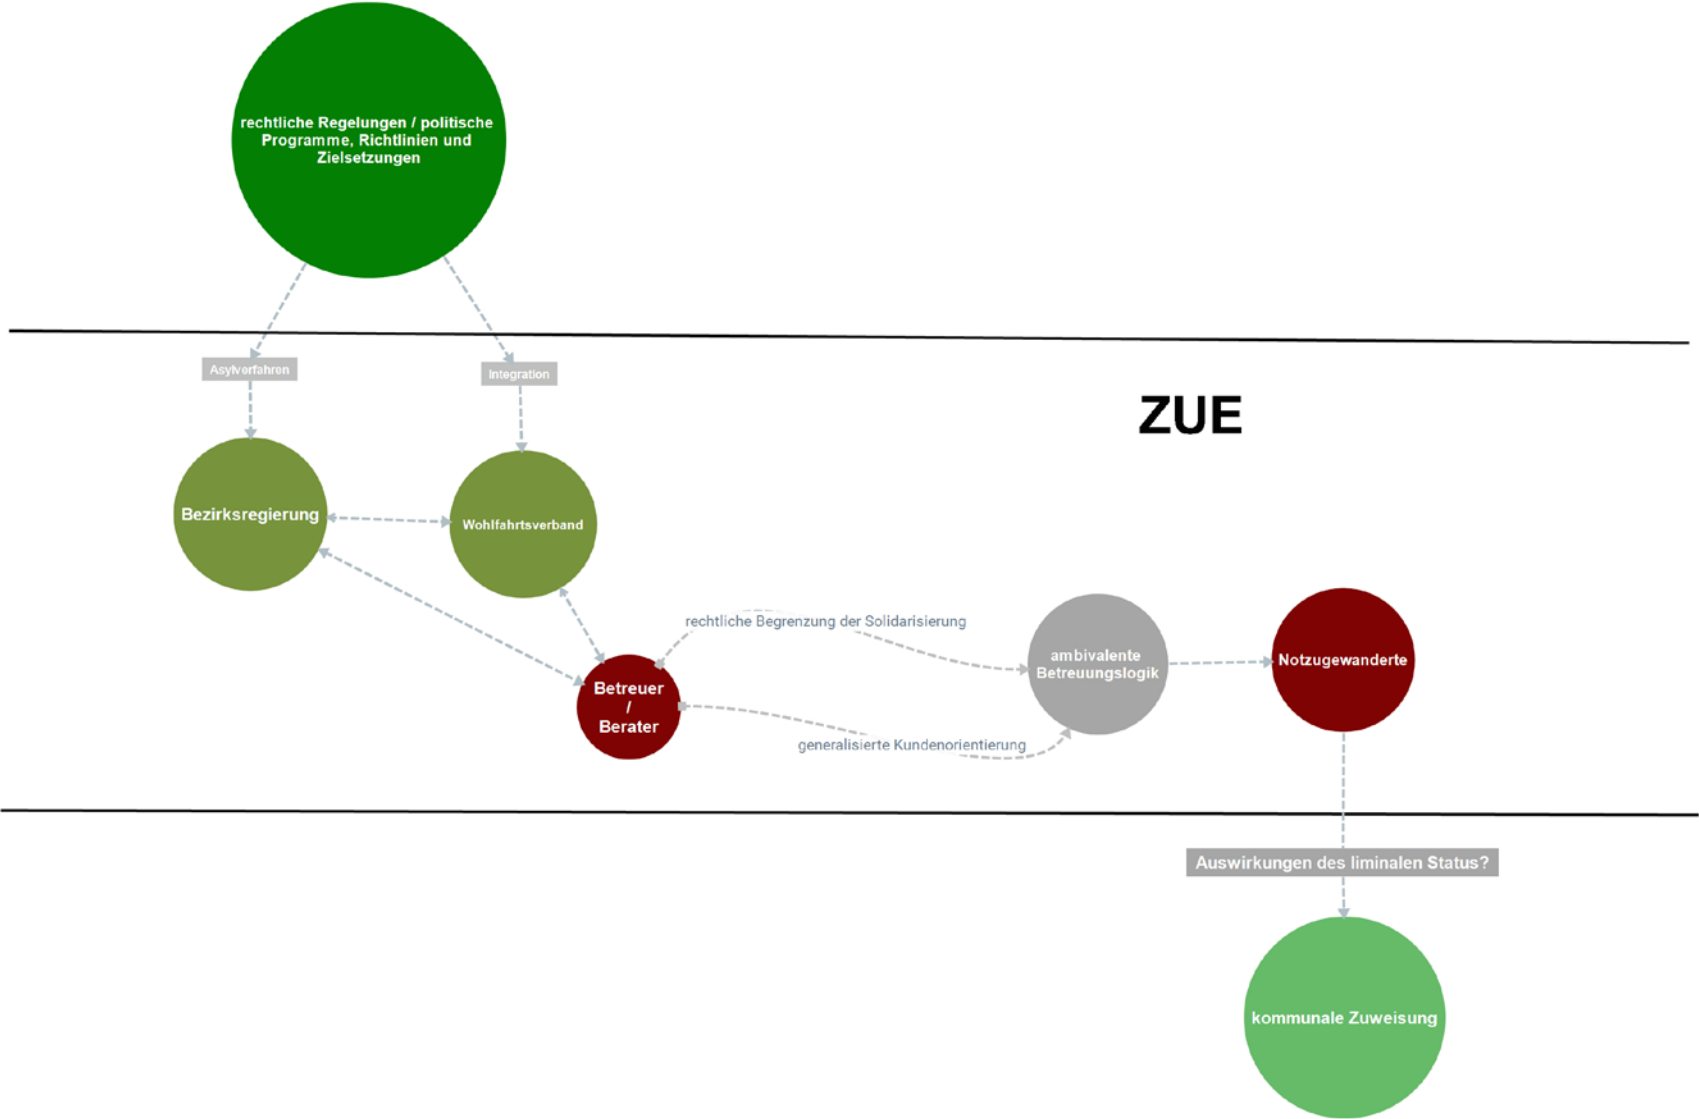 rechtliche Regelungen / politische
Programme, Richtlinien und
Zielsetzungen
Asylverfahren
Integration
ZUE
Bezirksregierung
Wohlfahrtsverband
rechtliche Begrenzung der Solidarisierung
ambivalente
Betreuungslogik
Notzugewanderte
Betreuer
/
Berater
generalisierte Kundenorientierung
Auswirkungen des liminalen Status?
kommunale Zuweisung